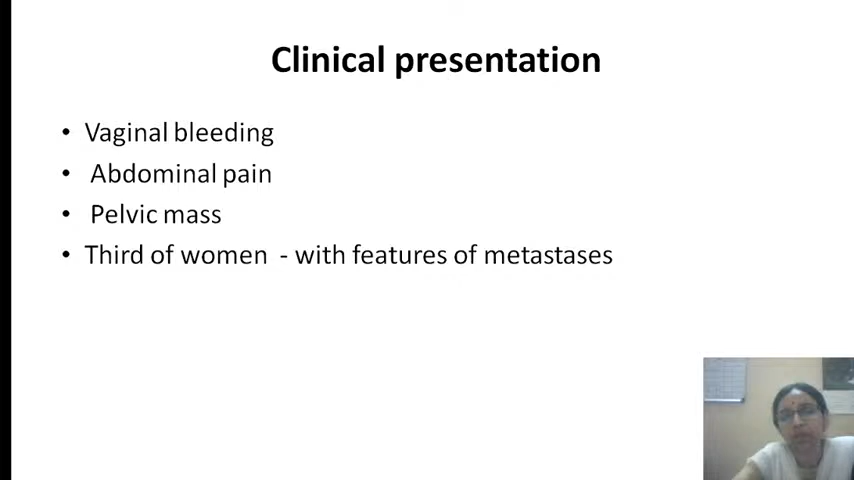 Clinical presentation
• Vaginal bleeding
• Abdominal pain
• Pelvic mass
• Third of women - with features of metastases